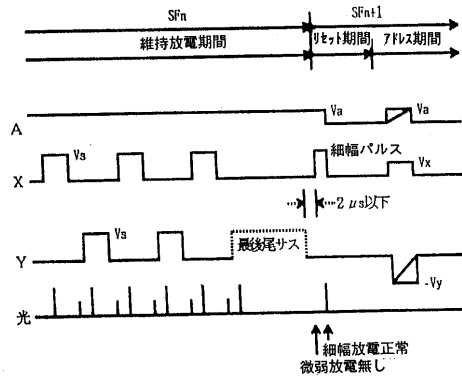 SFn
SFn+1
維持放電期間
リセット期間
アドレス期間
A
Va
Va
X
Vs
細幅パルス
Vx
2 μs以下
Y
Vs
最後尾サス
-Vy
光
細幅放電正常
微弱放電無し